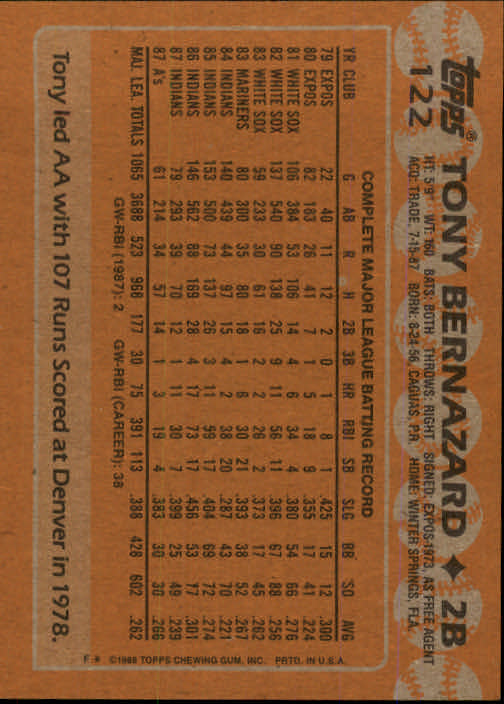 topps TONY BERNAZARD ♦ 2B
122
HT: 5'9" WT: 160 BATS: BOTH THROWS: RIGHT SIGNED: EXPOS-1973, AS FREE AGENT
ACQ: TRADE, 7-15-87 BORN: 8-24-56, CAGUAS, P.R. HOME: WINTER SPRINGS, FLA.
COMPLETE MAJOR LEAGUE BATTING RECORD
YR CLUB G AB R H 2B 3B HR RBI SB SLG BB SO AVG
79 EXPOS 22 40 11 12 2 0 1 8 1 .425 15 12 .300
80 EXPOS 82 183 26 41 7 1 5 18 9 .355 17 41 .224
81 WHITE SOX 106 384 53 106 14 4 6 34 4 .380 54 66 .276
82 WHITE SOX 137 540 90 138 25 9 11 56 11 .396 67 88 .256
83 WHITE SOX 59 233 30 61 16 2 2 26 2 .373 17 45 .262
83 MARINERS 80 300 35 80 18 1 6 30 21 .393 38 52 .267
84 INDIANS 140 439 44 97 15 4 2 38 20 .287 43 70 .221
85 INDIANS 153 500 73 137 26 3 11 59 17 .404 69 72 .274
86 INDIANS 146 562 88 169 28 4 17 73 17 .456 53 77 .301
87 INDIANS 79 293 39 70 12 1 11 30 7 .399 25 49 .239
87 A's 61 214 34 57 14 1 3 19 4 .383 30 30 .266
MAJ. LEA. TOTALS 1065 3688 523 968 177 30 75 391 113 .388 428 602 .262
GW-RBI (1987): 2 GW-RBI (CAREER): 38
F★ ©1988 TOPPS CHEWING GUM, INC. PRTD. IN U.S.A.
Tony led AA with 107 Runs Scored at Denver in 1978.